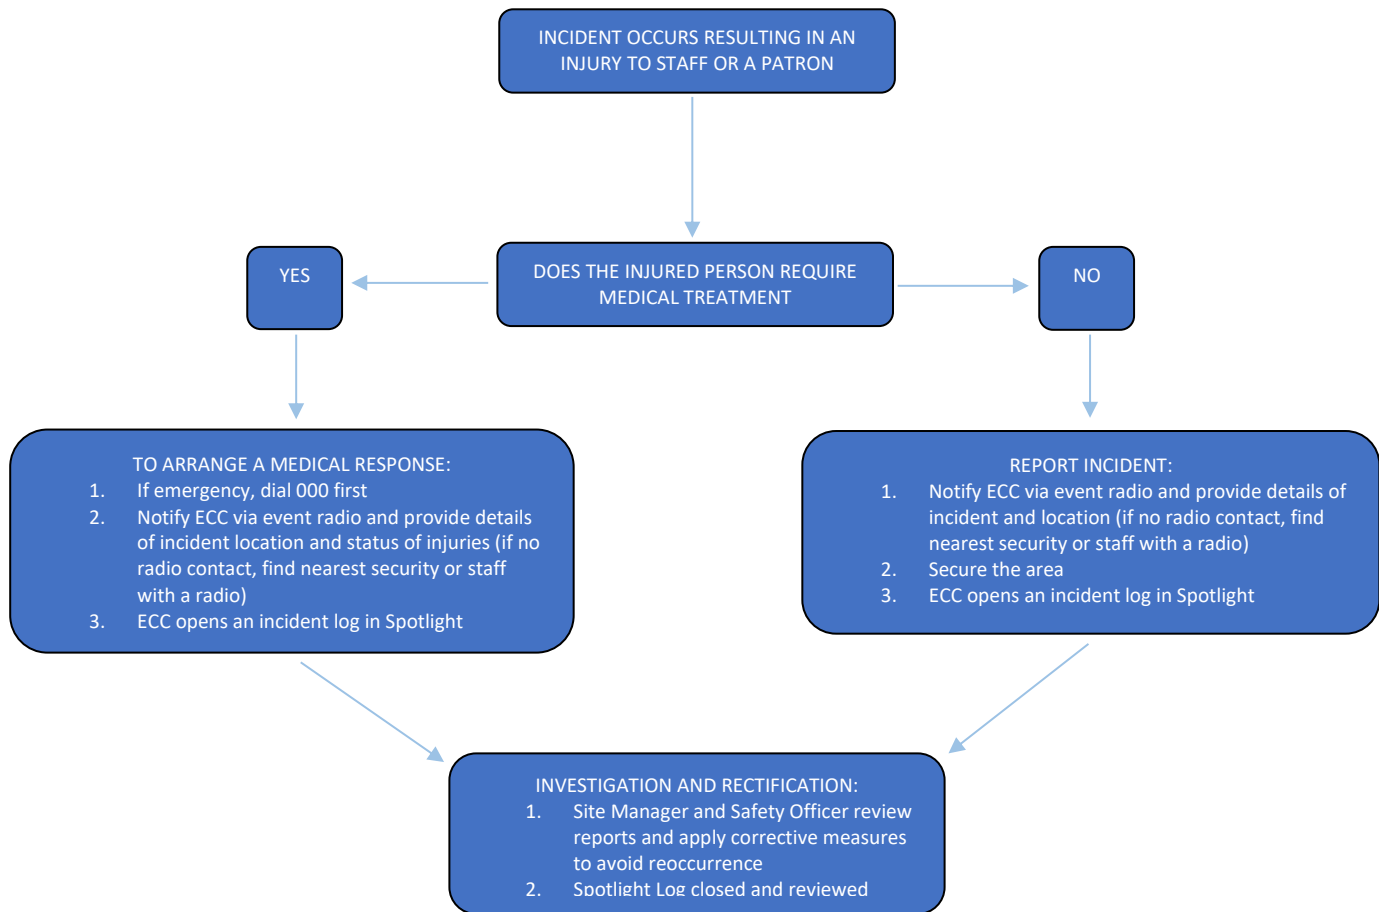 INCIDENT OCCURS RESULTING IN AN
INJURY TO STAFF OR A PATRON
YES
DOES THE INJURED PERSON REQUIRE
MEDICAL TREATMENT
NO
TO ARRANGE A MEDICAL RESPONSE:
1. If emergency, dial 000 first
2. Notify ECC via event radio and provide details
of incident location and status of injuries (if no
radio contact, find nearest security or staff
with a radio)
3. ECC opens an incident log in Spotlight
REPORT INCIDENT:
1. Notify ECC via event radio and provide details of
incident and location (if no radio contact, find
nearest security or staff with a radio)
2. Secure the area
3. ECC opens an incident log in Spotlight
INVESTIGATION AND RECTIFICATION:
1. Site Manager and Safety Officer review
reports and apply corrective measures
to avoid reoccurrence
2. Spotlight Log closed and reviewed